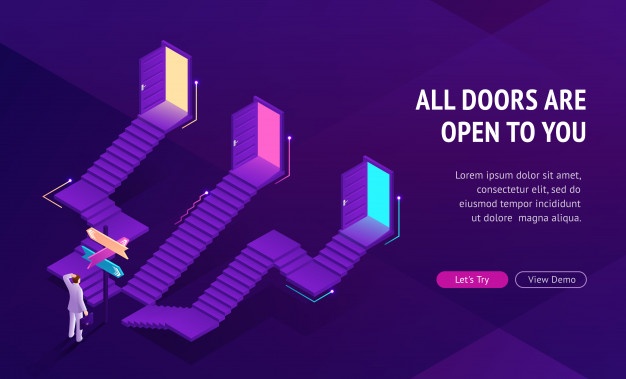 ALL DOORS ARE
OPEN TO YOU
Lorem ipsum dolor sit amet,
consectetur adipiscing elit, sed do
eiusmod tempor incididunt
ut dolore magna aliqua.
Let's Try
View Demo